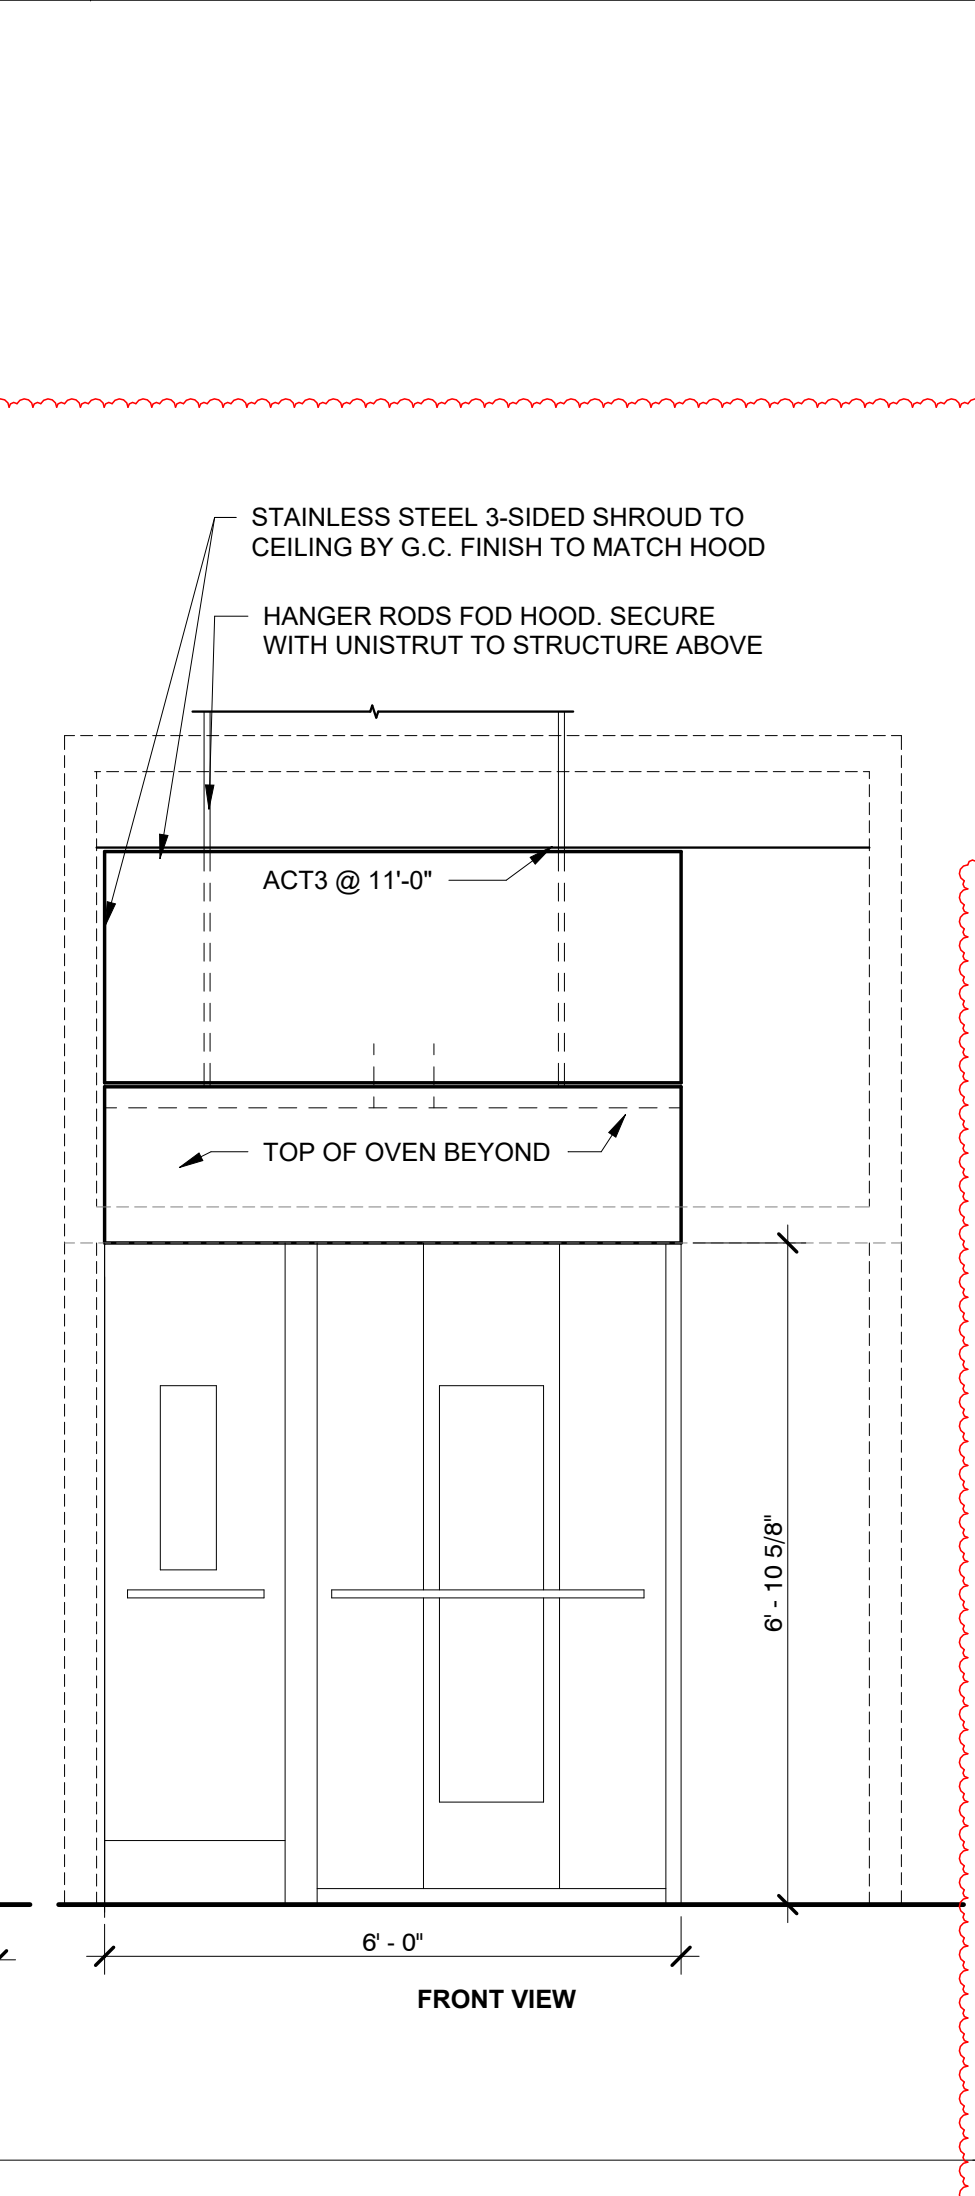 STAINLESS STEEL 3-SIDED SHROUD TO
CEILING BY G.C. FINISH TO MATCH HOOD
HANGER RODS FOD HOOD. SECURE
WITH UNISTRUT TO STRUCTURE ABOVE
ACT3 @ 11'-0"
TOP OF OVEN BEYOND
6' - 10 5/8"
6' - 0"
FRONT VIEW